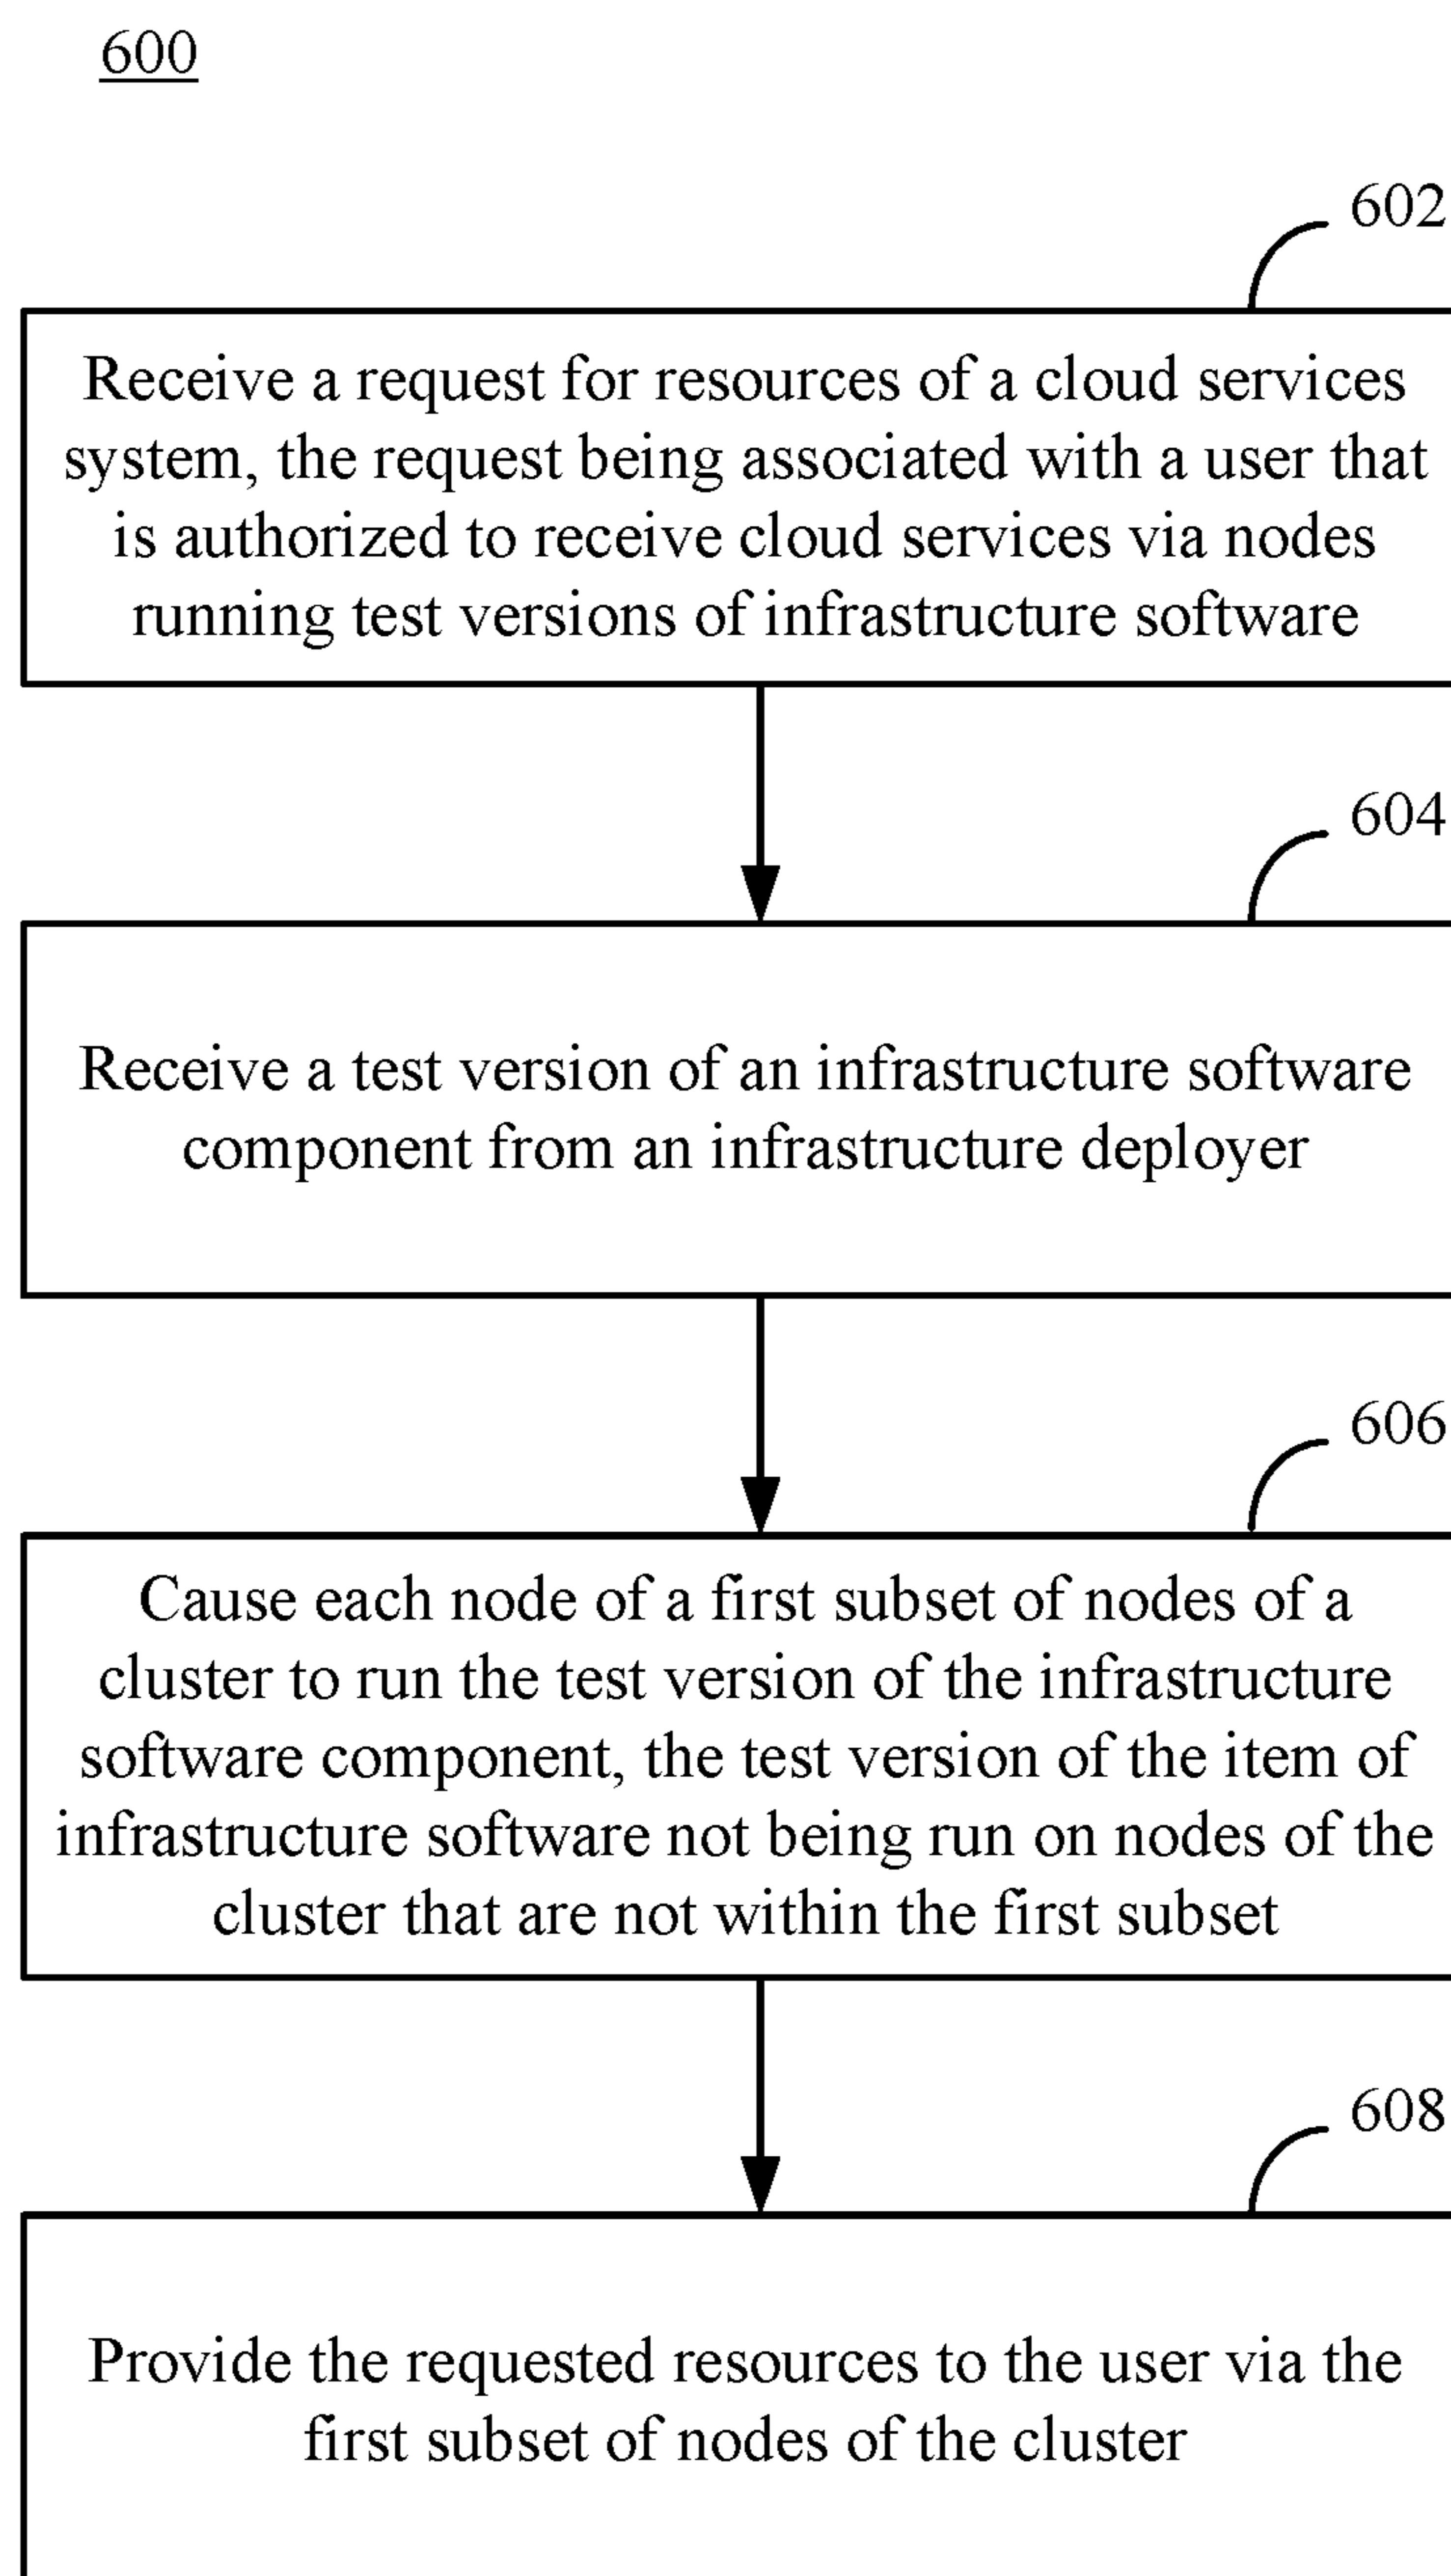 600
602
Receive a request for resources of a cloud services
system, the request being associated with a user that
is authorized to receive cloud services via nodes
running test versions of infrastructure software
604
Receive a test version of an infrastructure software
component from an infrastructure deployer
606
Cause each node of a first subset of nodes of a
cluster to run the test version of the infrastructure
software component, the test version of the item of
infrastructure software not being run on nodes of the
cluster that are not within the first subset
608
Provide the requested resources to the user via the
first subset of nodes of the cluster